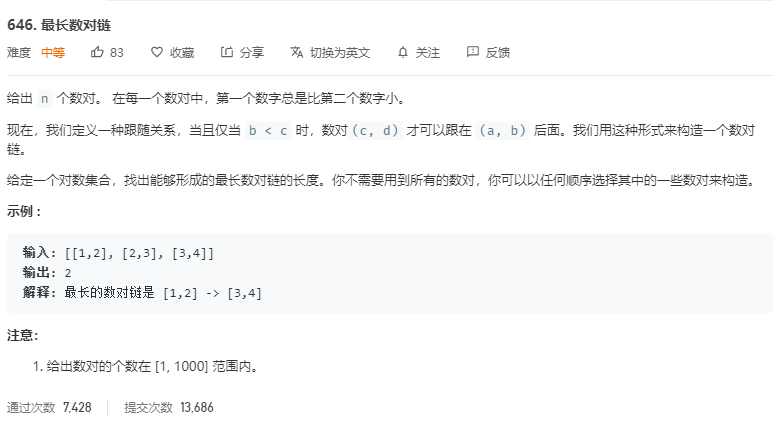 646. 最长数对链
难度 中等 83 收藏 分享 切换为英文 关注 反馈
给出 n 个数对。 在每一个数对中，第一个数字总是比第二个数字小。
现在，我们定义一种跟随关系，当且仅当 b < c 时，数对(c, d) 才可以跟在 (a, b) 后面。我们用这种形式来构造一个数对
链。
给定一个对数集合，找出能够形成的最长数对链的长度。你不需要用到所有的数对，你可以以任何顺序选择其中的一些数对来构造。
示例 :
输入: [[1,2], [2,3], [3,4]]
输出: 2
解释: 最长的数对链是 [1,2] -> [3,4]
注意：
1. 给出数对的个数在 [1, 1000] 范围内。
通过次数 7,428 提交次数 13,686